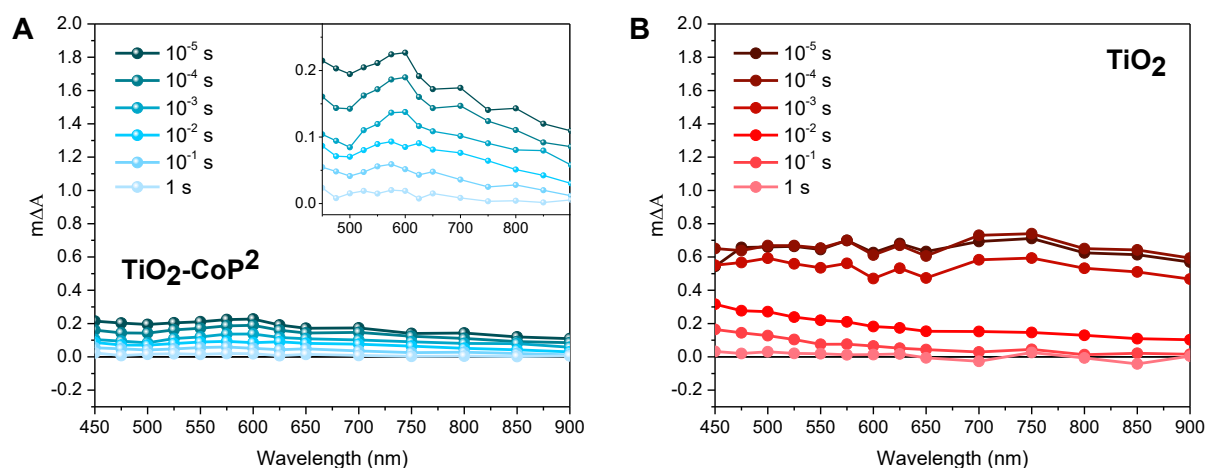 A
2.0
1.8
1.6
1.4
1.2
1.0
0.8
0.6
0.4
0.2
0.0
-0.2
mΔA
10⁻⁵ s
10⁻⁴ s
10⁻³ s
10⁻² s
10⁻¹ s
1 s
0.2
0.1
0.0
500 600 700 800
TiO₂-CoP²
450 500 550 600 650 700 750 800 850 900
Wavelength (nm)
B
2.0
1.8
1.6
1.4
1.2
1.0
0.8
0.6
0.4
0.2
0.0
-0.2
mΔA
10⁻⁵ s
10⁻⁴ s
10⁻³ s
10⁻² s
10⁻¹ s
1 s
TiO₂
450 500 550 600 650 700 750 800 850 900
Wavelength (nm)